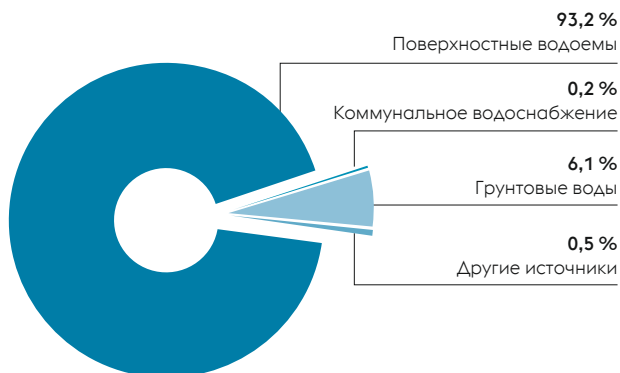 93,2 %
Поверхностные водоемы
0,2 %
Коммунальное водоснабжение
6,1 %
Грунтовые воды
0,5 %
Другие источники